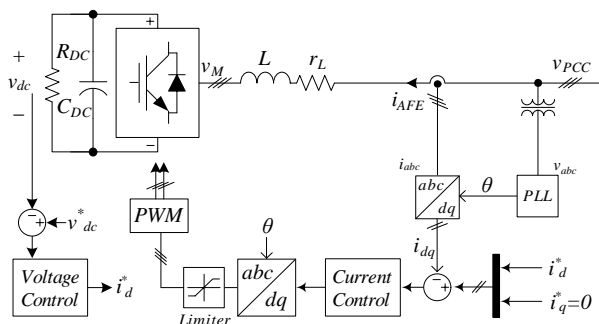 +
R_DC
v_dc
C_DC
−
+
−
v_M
L
r_L
i_AFE
v_PCC
i_abc
v_abc
abc
dq
θ
PLL
i_dq
PWM
− +
v*_dc
Voltage
Control
i*_d
Limiter
θ
abc
dq
Current
Control
− +
i*_d
i*_q=0